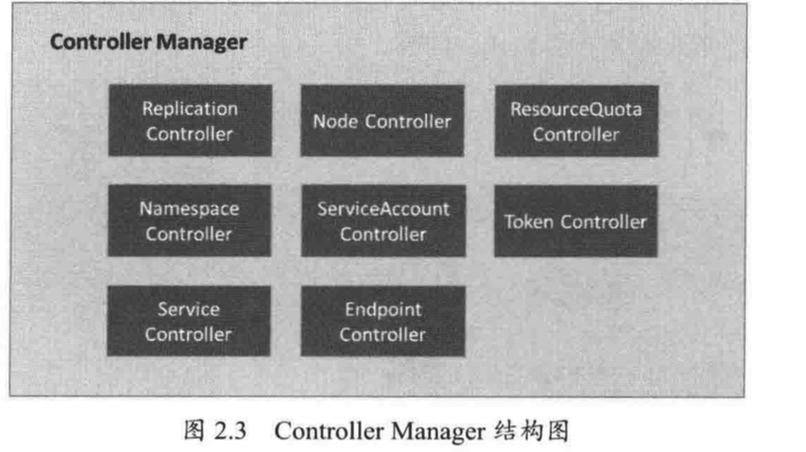 Controller Manager
Replication
Controller
Node Controller
ResourceQuota
Controller
Namespace
Controller
ServiceAccount
Controller
Token Controller
Service
Controller
Endpoint
Controller
图 2.3 Controller Manager 结构图